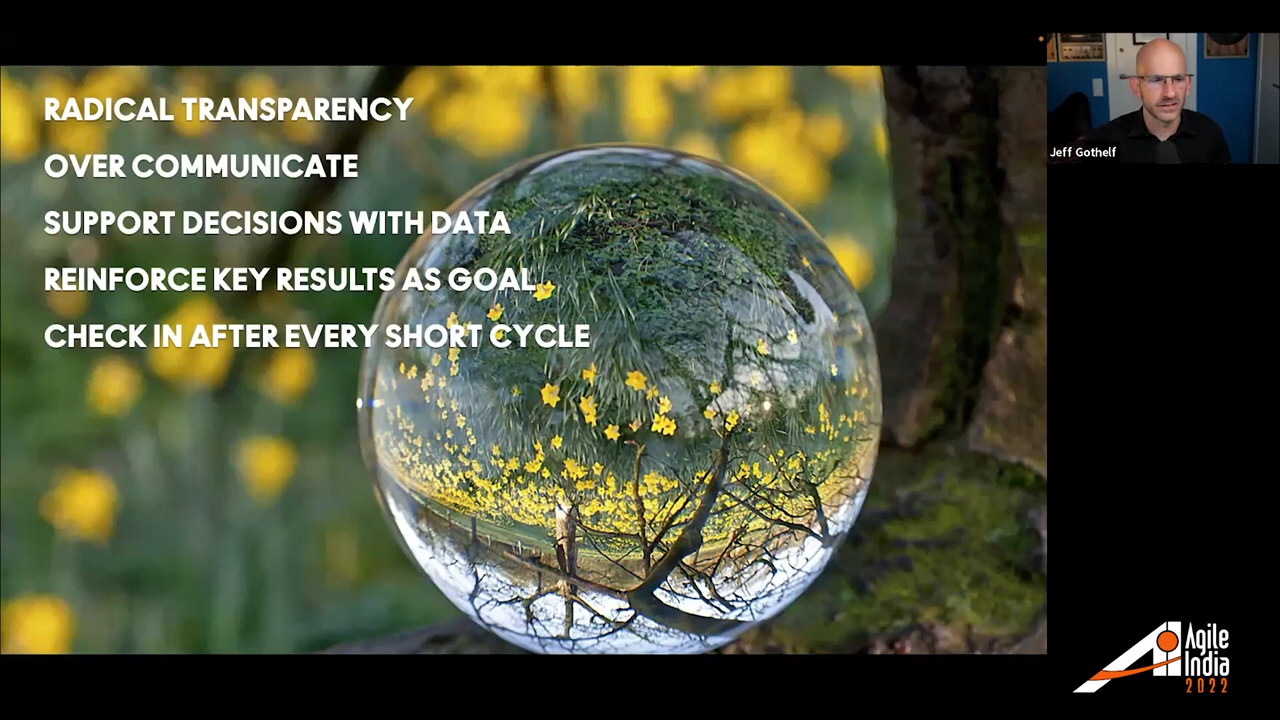 RADICAL TRANSPARENCY
OVER COMMUNICATE
SUPPORT DECISIONS WITH DATA
REINFORCE KEY RESULTS AS GOAL
CHECK IN AFTER EVERY SHORT CYCLE
Jeff Gothelf
Agile
India
2022